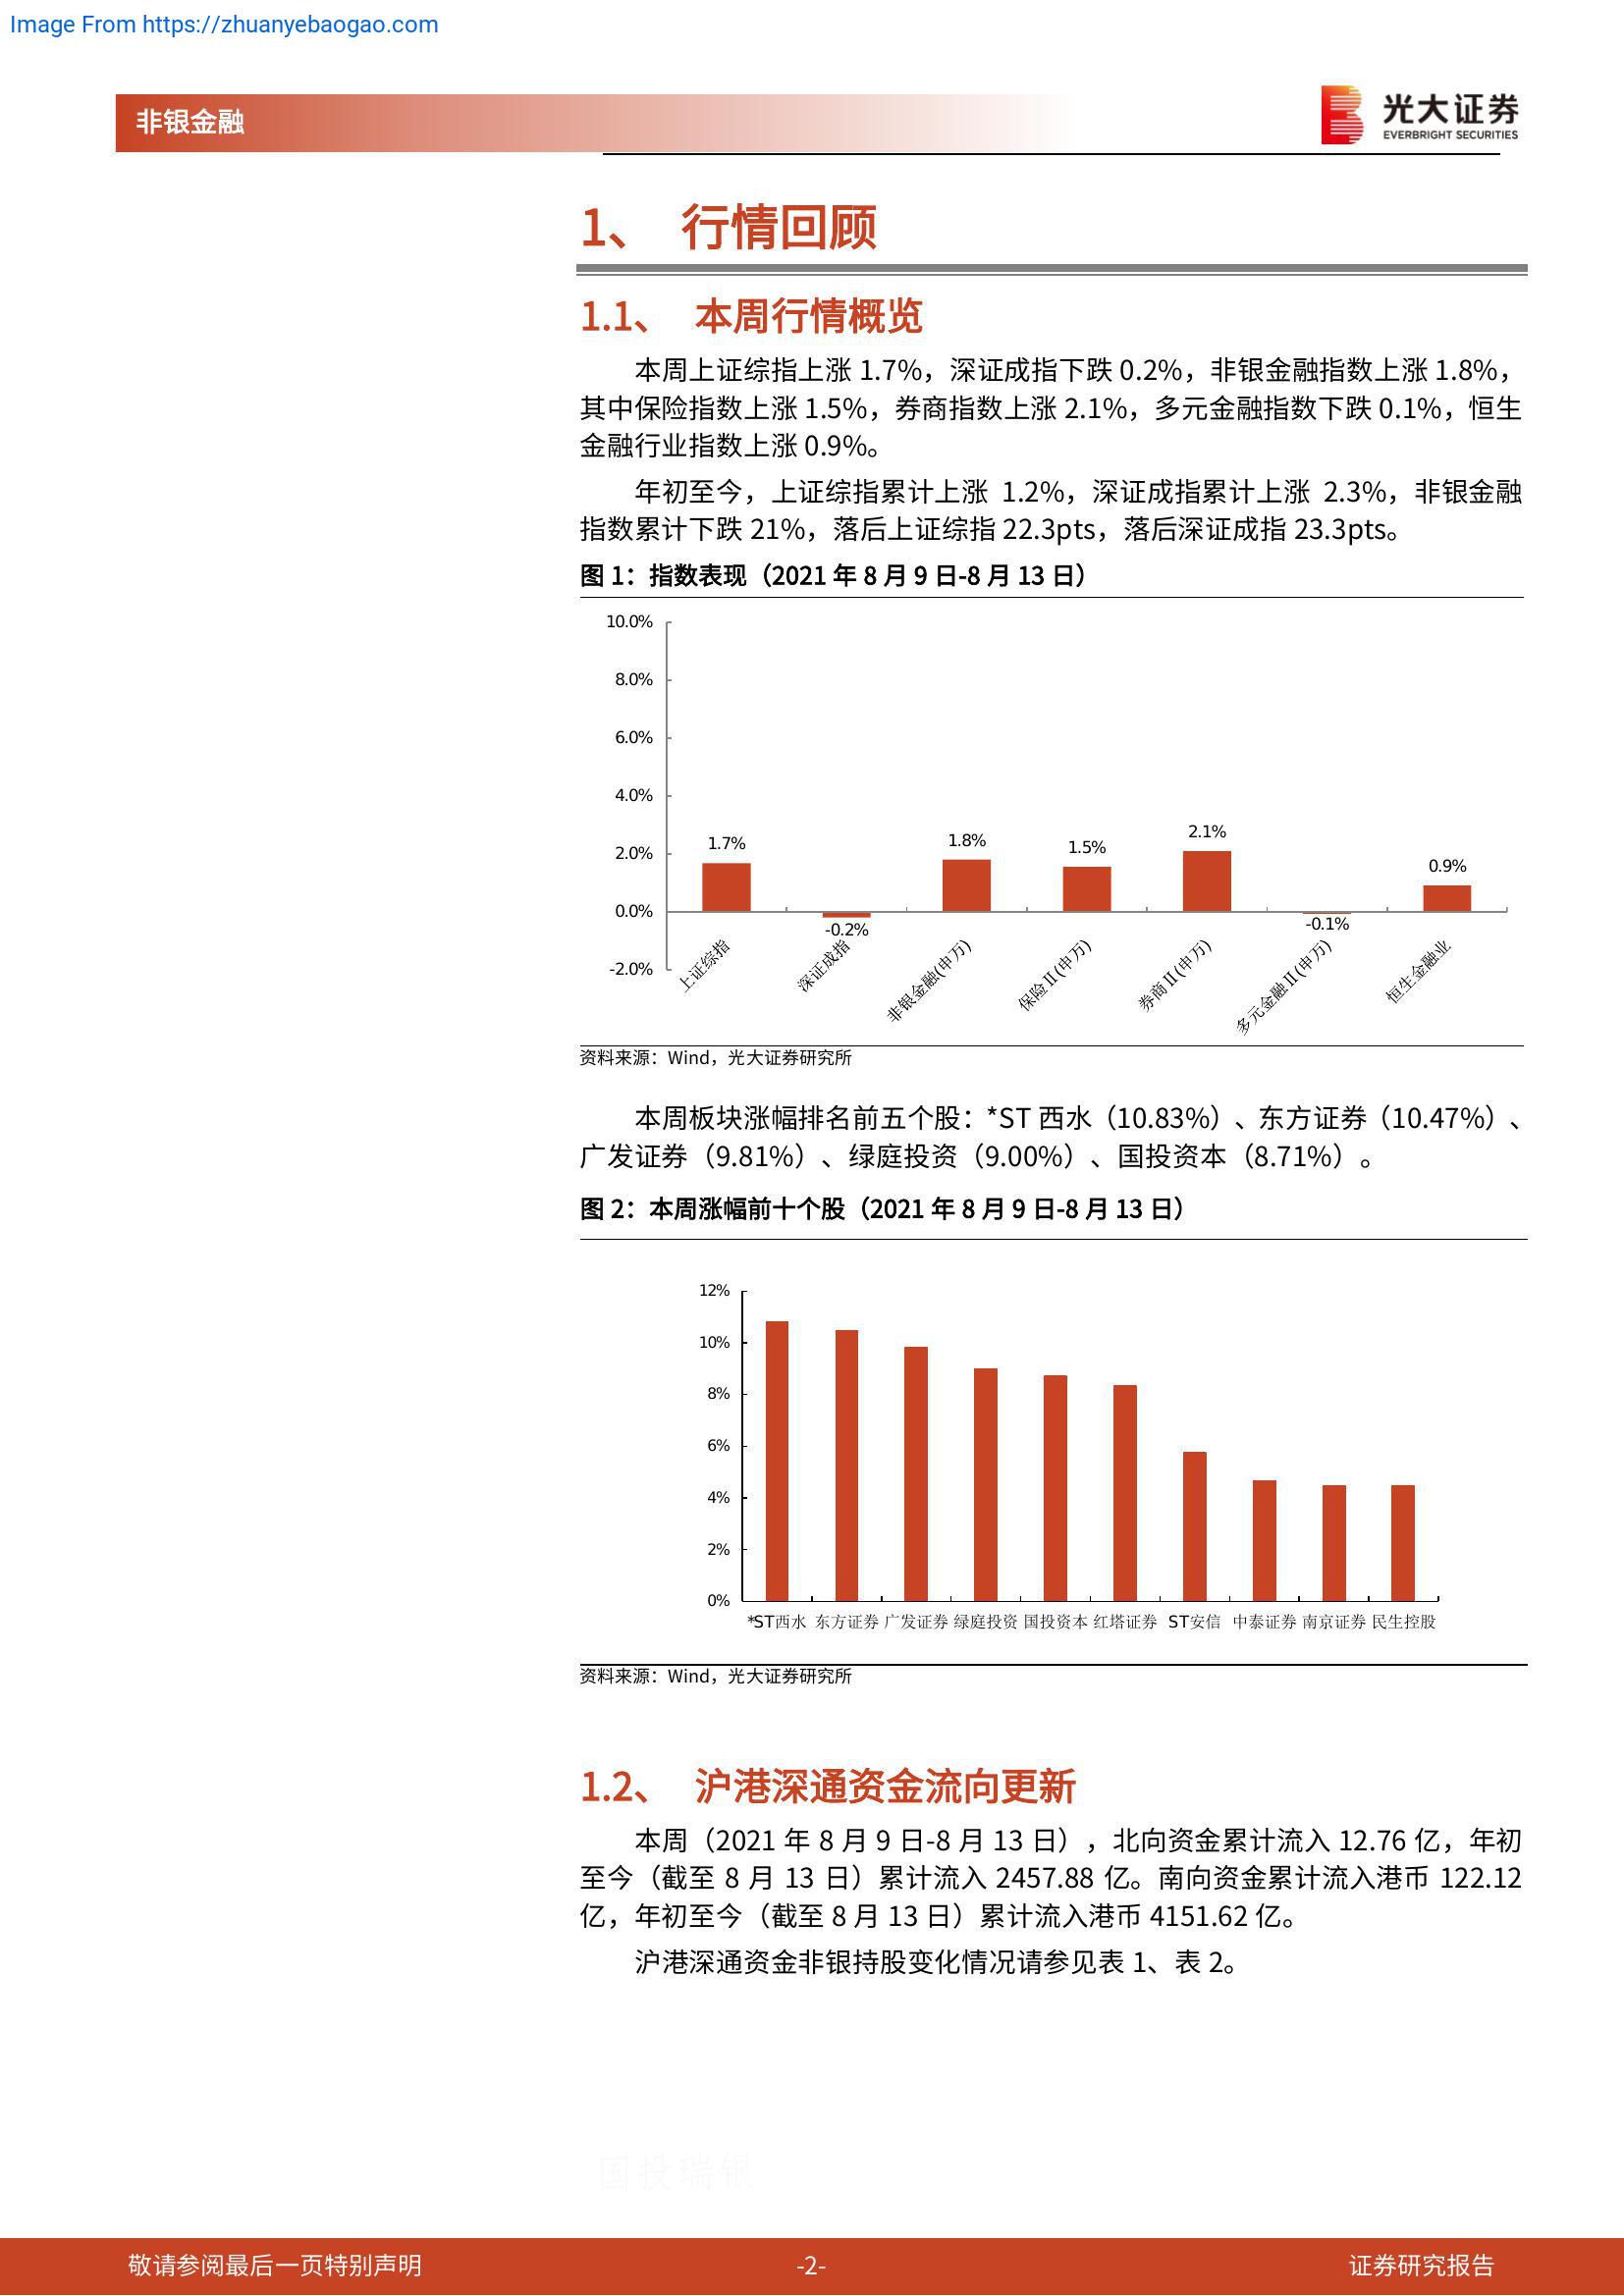 Image From https://zhuanyebaogao.com
非银金融
光大证券
EVERBRIGHT SECURITIES
1、 行情回顾
1.1、 本周行情概览
本周上证综指上涨 1.7%，深证成指下跌 0.2%，非银金融指数上涨 1.8%，
其中保险指数上涨 1.5%，券商指数上涨 2.1%，多元金融指数下跌 0.1%，恒生
金融行业指数上涨 0.9%。
年初至今，上证综指累计上涨 1.2%，深证成指累计上涨 2.3%，非银金融
指数累计下跌 21%，落后上证综指 22.3pts，落后深证成指 23.3pts。
图 1：指数表现（2021 年 8 月 9 日-8 月 13 日）
10.0%
8.0%
6.0%
4.0%
2.0%
0.0%
-2.0%
1.7%
-0.2%
1.8%
1.5%
2.1%
-0.1%
0.9%
上证综指
深证成指
非银金融(申万)
保险Ⅱ(申万)
券商Ⅱ(申万)
多元金融Ⅱ(申万)
恒生金融业
资料来源：Wind，光大证券研究所
本周板块涨幅排名前五个股：*ST 西水（10.83%）、东方证券（10.47%）、
广发证券（9.81%）、绿庭投资（9.00%）、国投资本（8.71%）。
图 2：本周涨幅前十个股（2021 年 8 月 9 日-8 月 13 日）
12%
10%
8%
6%
4%
2%
0%
*ST西水 东方证券 广发证券 绿庭投资 国投资本 红塔证券 ST安信 中泰证券 南京证券 民生控股
资料来源：Wind，光大证券研究所
1.2、 沪港深通资金流向更新
本周（2021 年 8 月 9 日-8 月 13 日），北向资金累计流入 12.76 亿，年初
至今（截至 8 月 13 日）累计流入 2457.88 亿。南向资金累计流入港币 122.12
亿，年初至今（截至 8 月 13 日）累计流入港币 4151.62 亿。
沪港深通资金非银持股变化情况请参见表 1、表 2。
国投瑞银
敬请参阅最后一页特别声明
-2-
证券研究报告